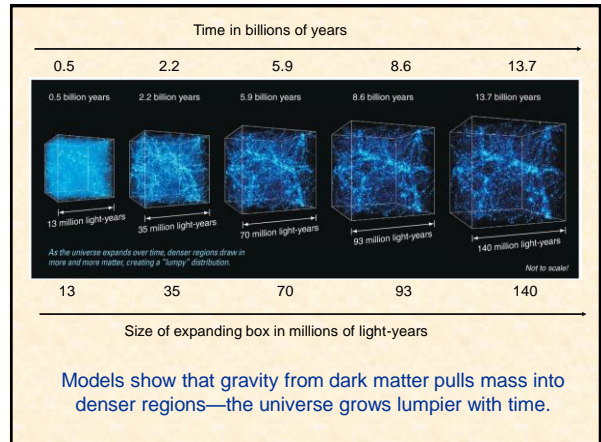 Time in billions of years
0.5 2.2 5.9 8.6 13.7
0.5 billion years 2.2 billion years 5.9 billion years 8.6 billion years 13.7 billion years
13 million light-years
35 million light-years
70 million light-years
93 million light-years
140 million light-years
As the universe expands over time, denser regions draw in
more and more matter, creating a "lumpy" distribution.
Not to scale!
13 35 70 93 140
Size of expanding box in millions of light-years
Models show that gravity from dark matter pulls mass into
denser regions—the universe grows lumpier with time.